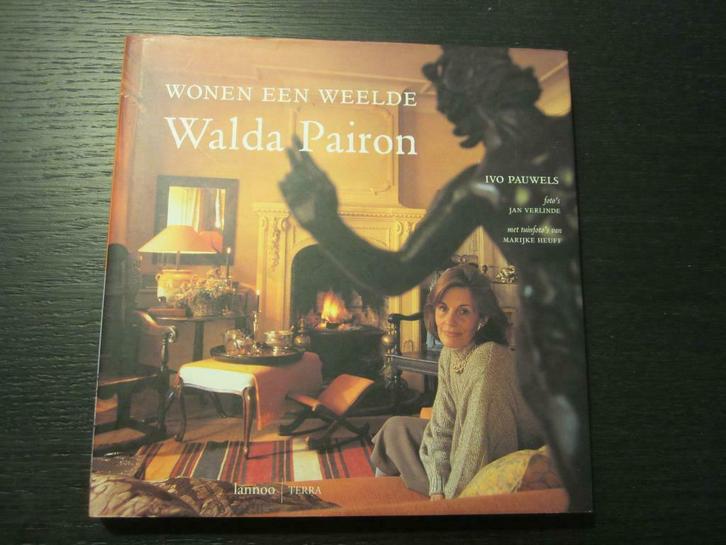 WONEN EEN WEELDE
Walda Pairon
IVO PAUWELS
foto's
JAN VERLINDE
met tuinfoto's van
MARIJKE HEUFF
lannoo | TERRA